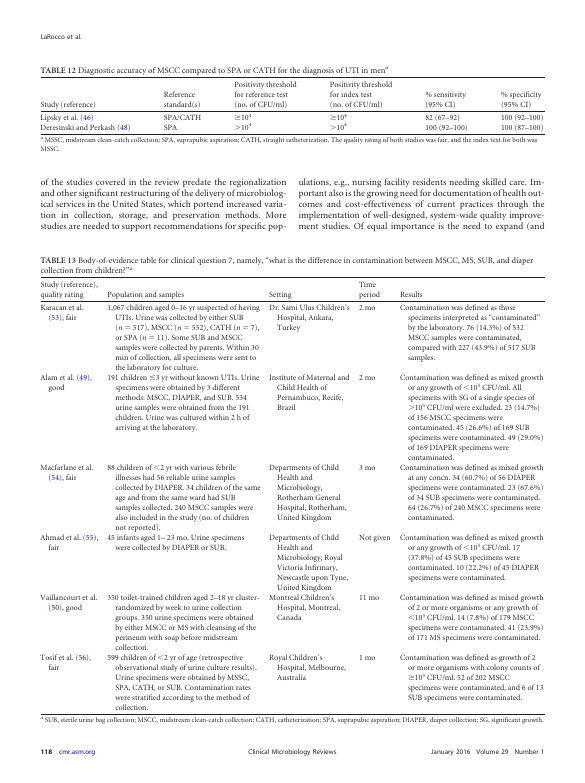 LaRocco et al.
TABLE 12 Diagnostic accuracy of MSCC compared to SPA or CATH for the diagnosis of UTI in menᵃ
Study (reference) Reference standard(s) Positivity threshold for reference test (no. of CFU/ml) Positivity threshold for index test (no. of CFU/ml) % sensitivity (95% CI) % specificity (95% CI)
Lipsky et al. (46) SPA/CATH ≥10⁴ ≥10⁴ 82 (67–92) 100 (92–100)
Deresinski and Perkash (48) SPA >10⁴ >10⁴ 100 (92–100) 100 (87–100)
ᵃ MSSC, midstream clean-catch collection; SPA, suprapubic aspiration; CATH, straight catheterization. The quality rating of both studies was fair, and the index test for both was
MSCC.
of the studies covered in the review predate the regionalization
and other significant restructuring of the delivery of microbiolog-
ical services in the United States, which portend increased varia-
tion in collection, storage, and preservation methods. More
studies are needed to support recommendations for specific pop-
ulations, e.g., nursing facility residents needing skilled care. Im-
portant also is the growing need for documentation of health out-
comes and cost-effectiveness of current practices through the
implementation of well-designed, system-wide quality improve-
ment studies. Of equal importance is the need to expand (and
TABLE 13 Body-of-evidence table for clinical question 7, namely, “what is the difference in contamination between MSCC, MS, SUB, and diaper
collection from children?”ᵃ
Study (reference), quality rating Population and samples Setting Time period Results
Karacan et al.
(53), fair
1,067 children aged 0–16 yr suspected of having
UTIs. Urine was collected by either SUB
(n = 517), MSCC (n = 532), CATH (n = 7),
or SPA (n = 11). Some SUB and MSCC
samples were collected by parents. Within 30
min of collection, all specimens were sent to
the laboratory for culture.
Dr. Sami Ulus Children's
Hospital, Ankara,
Turkey
2 mo
Contamination was defined as those
specimens interpreted as “contaminated”
by the laboratory. 76 (14.3%) of 532
MSCC samples were contaminated,
compared with 227 (43.9%) of 517 SUB
samples.
Alam et al. (49),
good
191 children ≤3 yr without known UTIs. Urine
specimens were obtained by 3 different
methods: MSCC, DIAPER, and SUB. 534
urine samples were obtained from the 191
children. Urine was cultured within 2 h of
arriving at the laboratory.
Institute of Maternal and
Child Health of
Pernambuco, Recife,
Brazil
2 mo
Contamination was defined as mixed growth
or any growth of <10⁵ CFU/ml. All
specimens with SG of a single species of
>10⁵ CFU/ml were excluded. 23 (14.7%)
of 156 MSCC specimens were
contaminated. 45 (26.6%) of 169 SUB
specimens were contaminated. 49 (29.0%)
of 169 DIAPER specimens were
contaminated.
Macfarlane et al.
(54), fair
88 children of <2 yr with various febrile
illnesses had 56 reliable urine samples
collected by DIAPER. 34 children of the same
age and from the same ward had SUB
samples collected. 240 MSCC samples were
also included in the study (no. of children
not reported).
Departments of Child
Health and
Microbiology,
Rotherham General
Hospital, Rotherham,
United Kingdom
3 mo
Contamination was defined as mixed growth
at any concn. 34 (60.7%) of 56 DIAPER
specimens were contaminated. 23 (67.6%)
of 34 SUB specimens were contaminated.
64 (26.7%) of 240 MSCC specimens were
contaminated.
Ahmad et al. (55),
fair
45 infants aged 1– 23 mo. Urine specimens
were collected by DIAPER or SUB.
Departments of Child
Health and
Microbiology, Royal
Victoria Infirmary,
Newcastle upon Tyne,
United Kingdom
Not given
Contamination was defined as mixed growth
or any growth of <10⁵ CFU/ml. 17
(37.8%) of 45 SUB specimens were
contaminated. 10 (22.2%) of 45 DIAPER
specimens were contaminated.
Vaillancourt et al.
(50), good
350 toilet-trained children aged 2–18 yr cluster-
randomized by week to urine collection
groups. 350 urine specimens were obtained
by either MSCC or MS with cleansing of the
perineum with soap before midstream
collection.
Montreal Children's
Hospital, Montreal,
Canada
11 mo
Contamination was defined as mixed growth
of 2 or more organisms or any growth of
<10⁵ CFU/ml. 14 (7.8%) of 179 MSCC
specimens were contaminated. 41 (23.9%)
of 171 MS specimens were contaminated.
Tosif et al. (56),
fair
599 children of <2 yr of age (retrospective
observational study of urine culture results).
Urine specimens were obtained by MSSC,
SPA, CATH, or SUB. Contamination rates
were stratified according to the method of
collection.
Royal Children's
Hospital, Melbourne,
Australia
1 mo
Contamination was defined as growth of 2
or more organisms with colony counts of
≥10⁵ CFU/ml. 52 of 202 MSCC
specimens were contaminated, and 6 of 13
SUB specimens were contaminated.
ᵃ SUB, sterile urine bag collection; MSCC, midstream clean-catch collection; CATH, catheterization; SPA, suprapubic aspiration; DIAPER, diaper collection; SG, significant growth.
118 cmr.asm.org Clinical Microbiology Reviews January 2016 Volume 29 Number 1